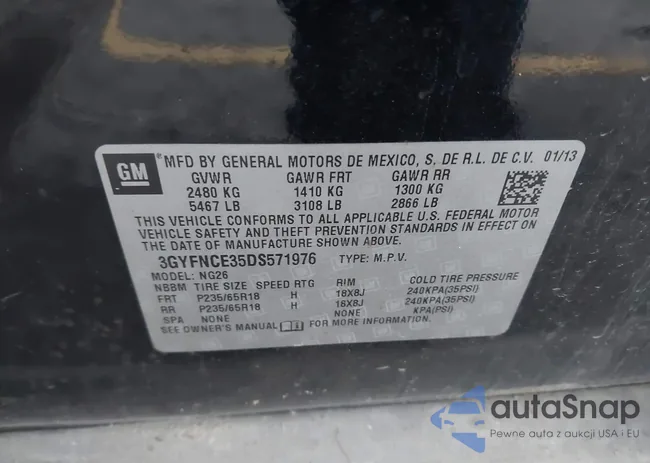 GM
MFD BY GENERAL MOTORS DE MEXICO, S. DE R.L. DE C.V. 01/13
GVWR GAWR FRT GAWR RR
2480 KG 1410 KG 1300 KG
5467 LB 3108 LB 2866 LB
THIS VEHICLE CONFORMS TO ALL APPLICABLE U.S. FEDERAL MOTOR
VEHICLE SAFETY AND THEFT PREVENTION STANDARDS IN EFFECT ON
THE DATE OF MANUFACTURE SHOWN ABOVE.
3GYFNCE35DS571976 TYPE: M.P.V.
MODEL: NG26
NBBM TIRE SIZE SPEED RTG RIM COLD TIRE PRESSURE
FRT P235/65R18 H 18X8J 240KPA(35PSI)
RR P235/65R18 H 18X8J 240KPA(35PSI)
SPA NONE NONE KPA(PSI)
SEE OWNER'S MANUAL FOR MORE INFORMATION.
autaSnap
Pewne auta z aukcji USA i EU